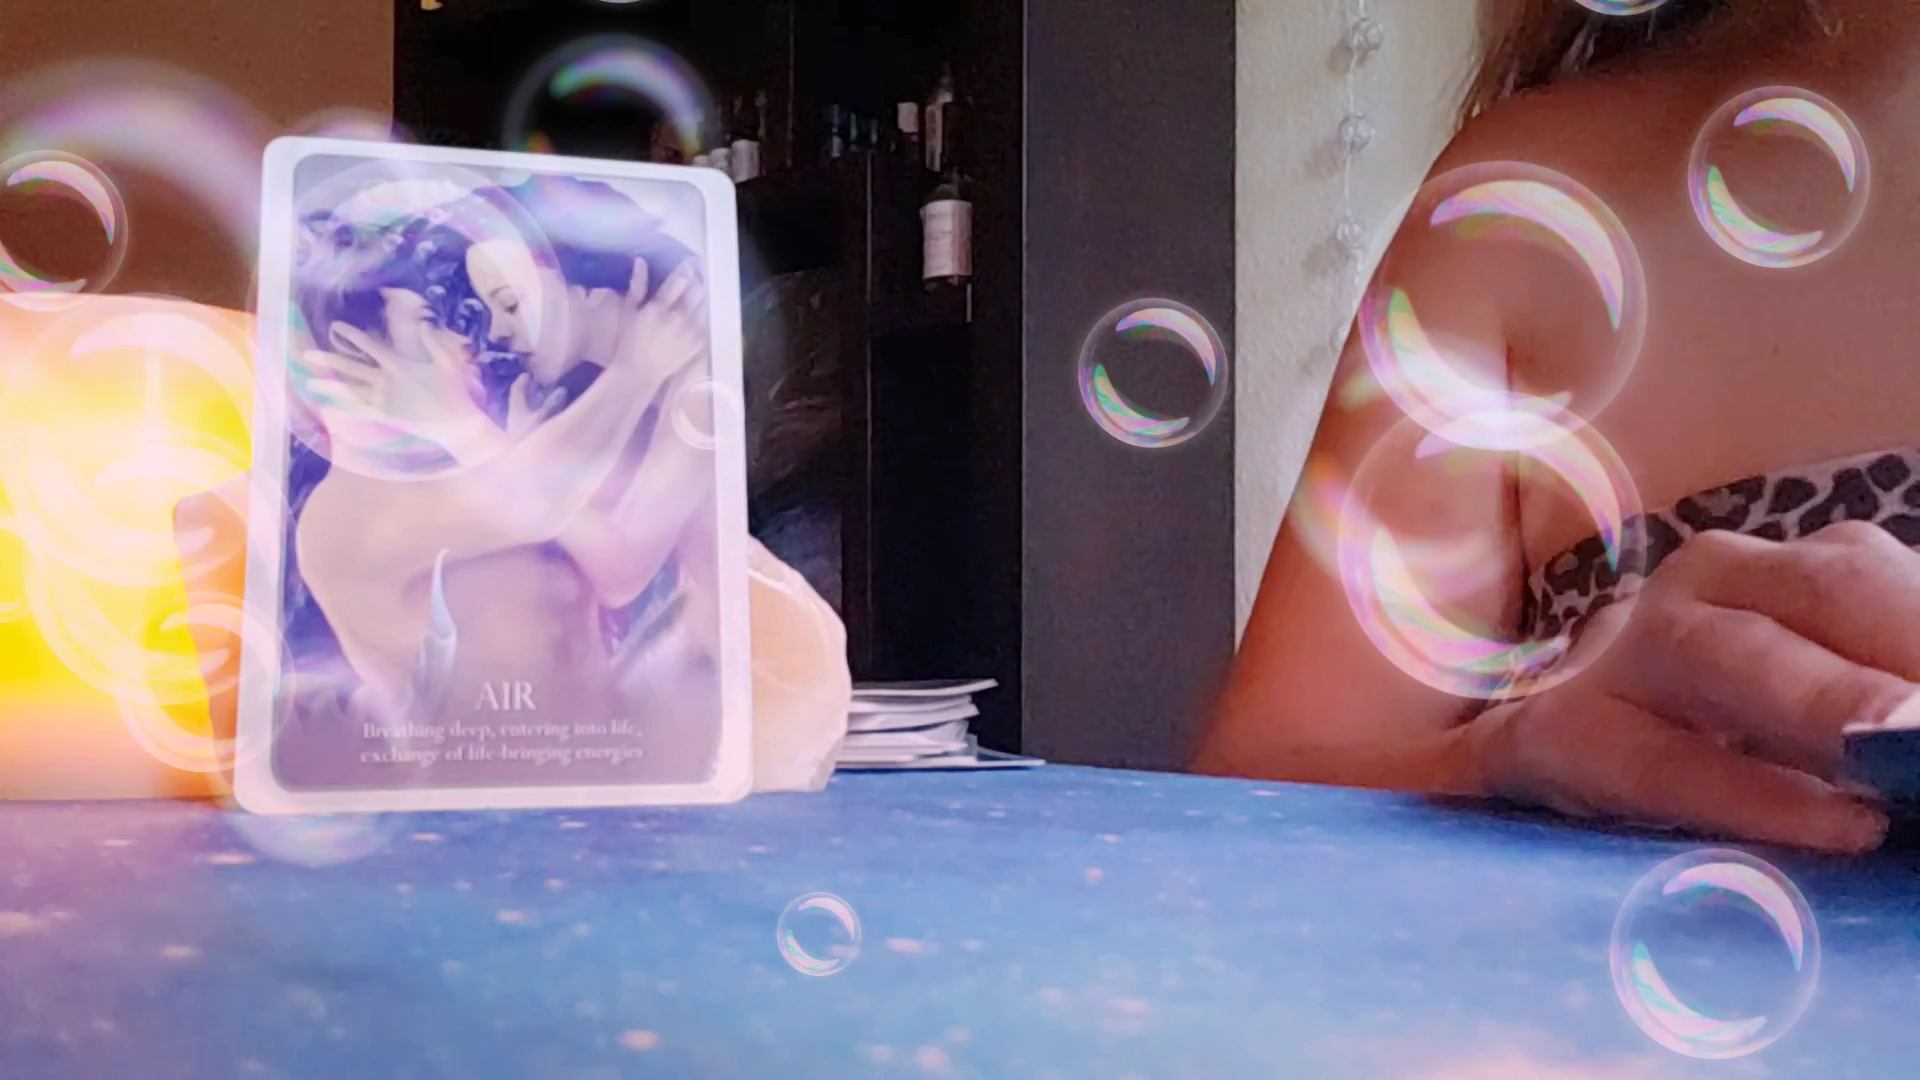 AIR
Breathing deep, entering into life,
exchange of life-bringing energies